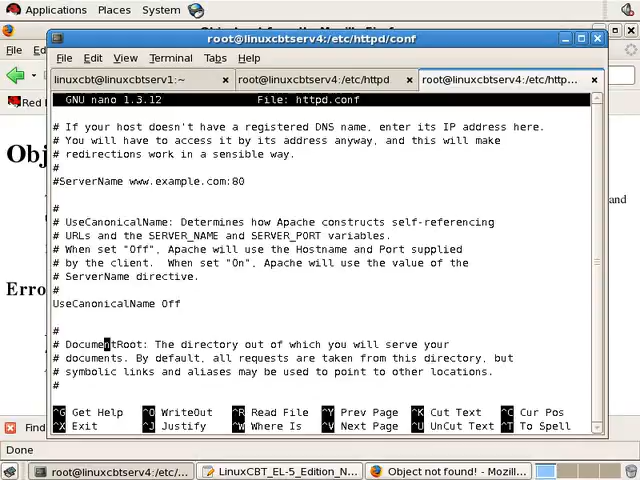 Applications Places System
root@linuxcbtserv4:/etc/httpd/conf
File Edit View Terminal Tabs Help
linuxcbt@linuxcbtserv1:~ root@linuxcbtserv4:/etc/httpd root@linuxcbtserv4:/etc/http...
GNU nano 1.3.12 File: httpd.conf
# If your host doesn't have a registered DNS name, enter its IP address here.
# You will have to access it by its address anyway, and this will make
# redirections work in a sensible way.
#
#ServerName www.example.com:80
#
# UseCanonicalName: Determines how Apache constructs self-referencing
# URLs and the SERVER_NAME and SERVER_PORT variables.
# When set "Off", Apache will use the Hostname and Port supplied
# by the client.  When set "On", Apache will use the value of the
# ServerName directive.
#
UseCanonicalName Off
#
# DocumentRoot: The directory out of which you will serve your
# documents. By default, all requests are taken from this directory, but
# symbolic links and aliases may be used to point to other locations.
#
^G Get Help ^O WriteOut ^R Read File ^Y Prev Page ^K Cut Text ^C Cur Pos
^X Exit ^J Justify ^W Where Is ^V Next Page ^U UnCut Text ^T To Spell
File
Red
Obj
and
Erro
Find
Done
root@linuxcbtserv4:/etc/... LinuxCBT_EL-5_Edition_N... Object not found! - Mozill...